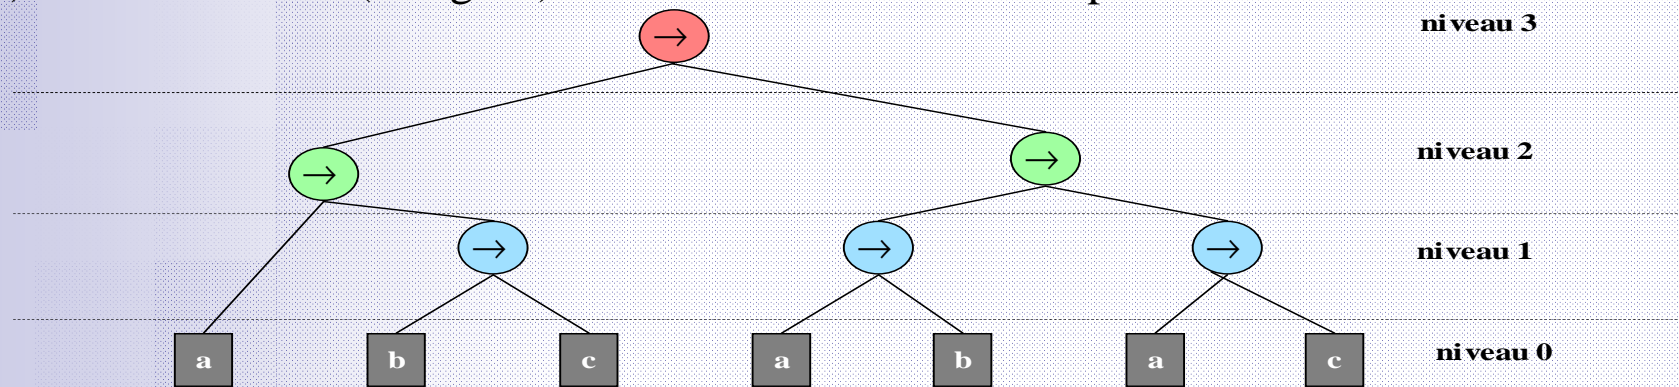 → niveau 3
→ → niveau 2
→ → → niveau 1
a b c a b a c niveau 0